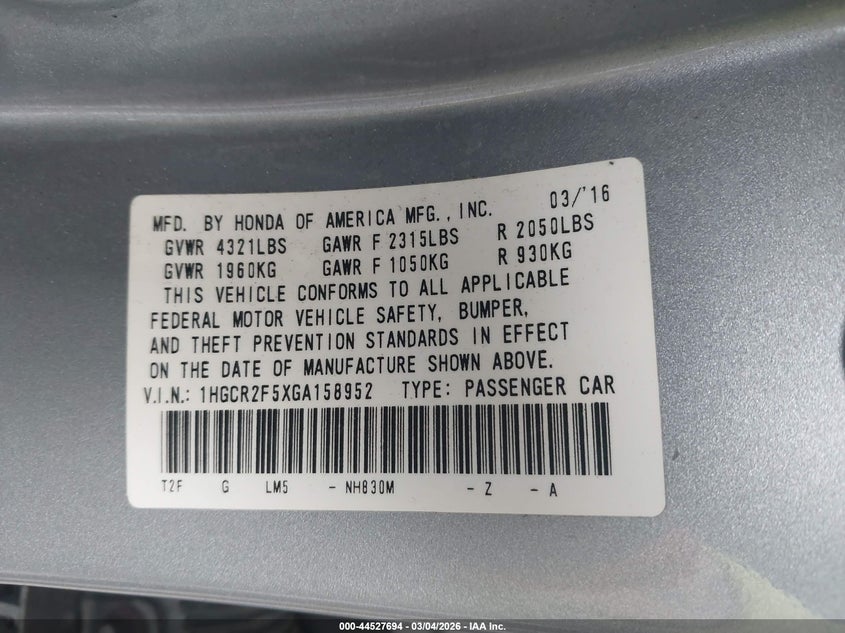 MFD. BY HONDA OF AMERICA MFG., INC. 03/'16
GVWR 4321LBS GAWR F 2315LBS R 2050LBS
GVWR 1960KG GAWR F 1050KG R 930KG
THIS VEHICLE CONFORMS TO ALL APPLICABLE
FEDERAL MOTOR VEHICLE SAFETY, BUMPER,
AND THEFT PREVENTION STANDARDS IN EFFECT
ON THE DATE OF MANUFACTURE SHOWN ABOVE.
V.I.N.: 1HGCR2F5XGA158952 TYPE: PASSENGER CAR
T2F G LM5 - NH830M - Z - A
000-44527694 - 03/04/2026 - IAA Inc.